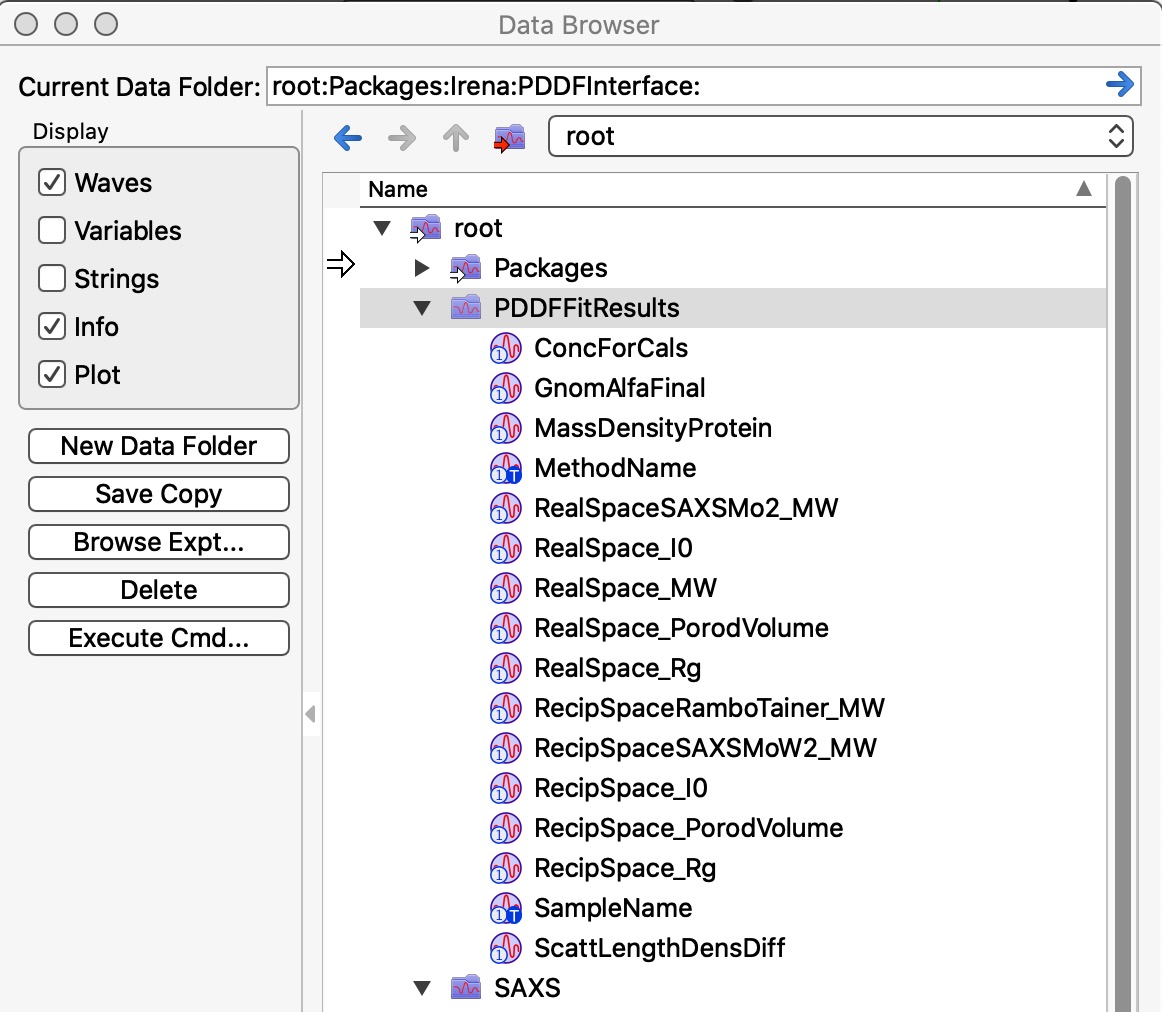 Data Browser
Current Data Folder: root:Packages:Irena:PDDFInterface:
Display
root
Waves
Variables
Strings
Info
Plot
New Data Folder
Save Copy
Browse Expt...
Delete
Execute Cmd...
Name
root
Packages
PDDFFitResults
ConcForCals
GnomAlfaFinal
MassDensityProtein
MethodName
RealSpaceSAXSMo2_MW
RealSpace_I0
RealSpace_MW
RealSpace_PorodVolume
RealSpace_Rg
RecipSpaceRamboTainer_MW
RecipSpaceSAXSMoW2_MW
RecipSpace_I0
RecipSpace_PorodVolume
RecipSpace_Rg
SampleName
ScattLengthDensDiff
SAXS